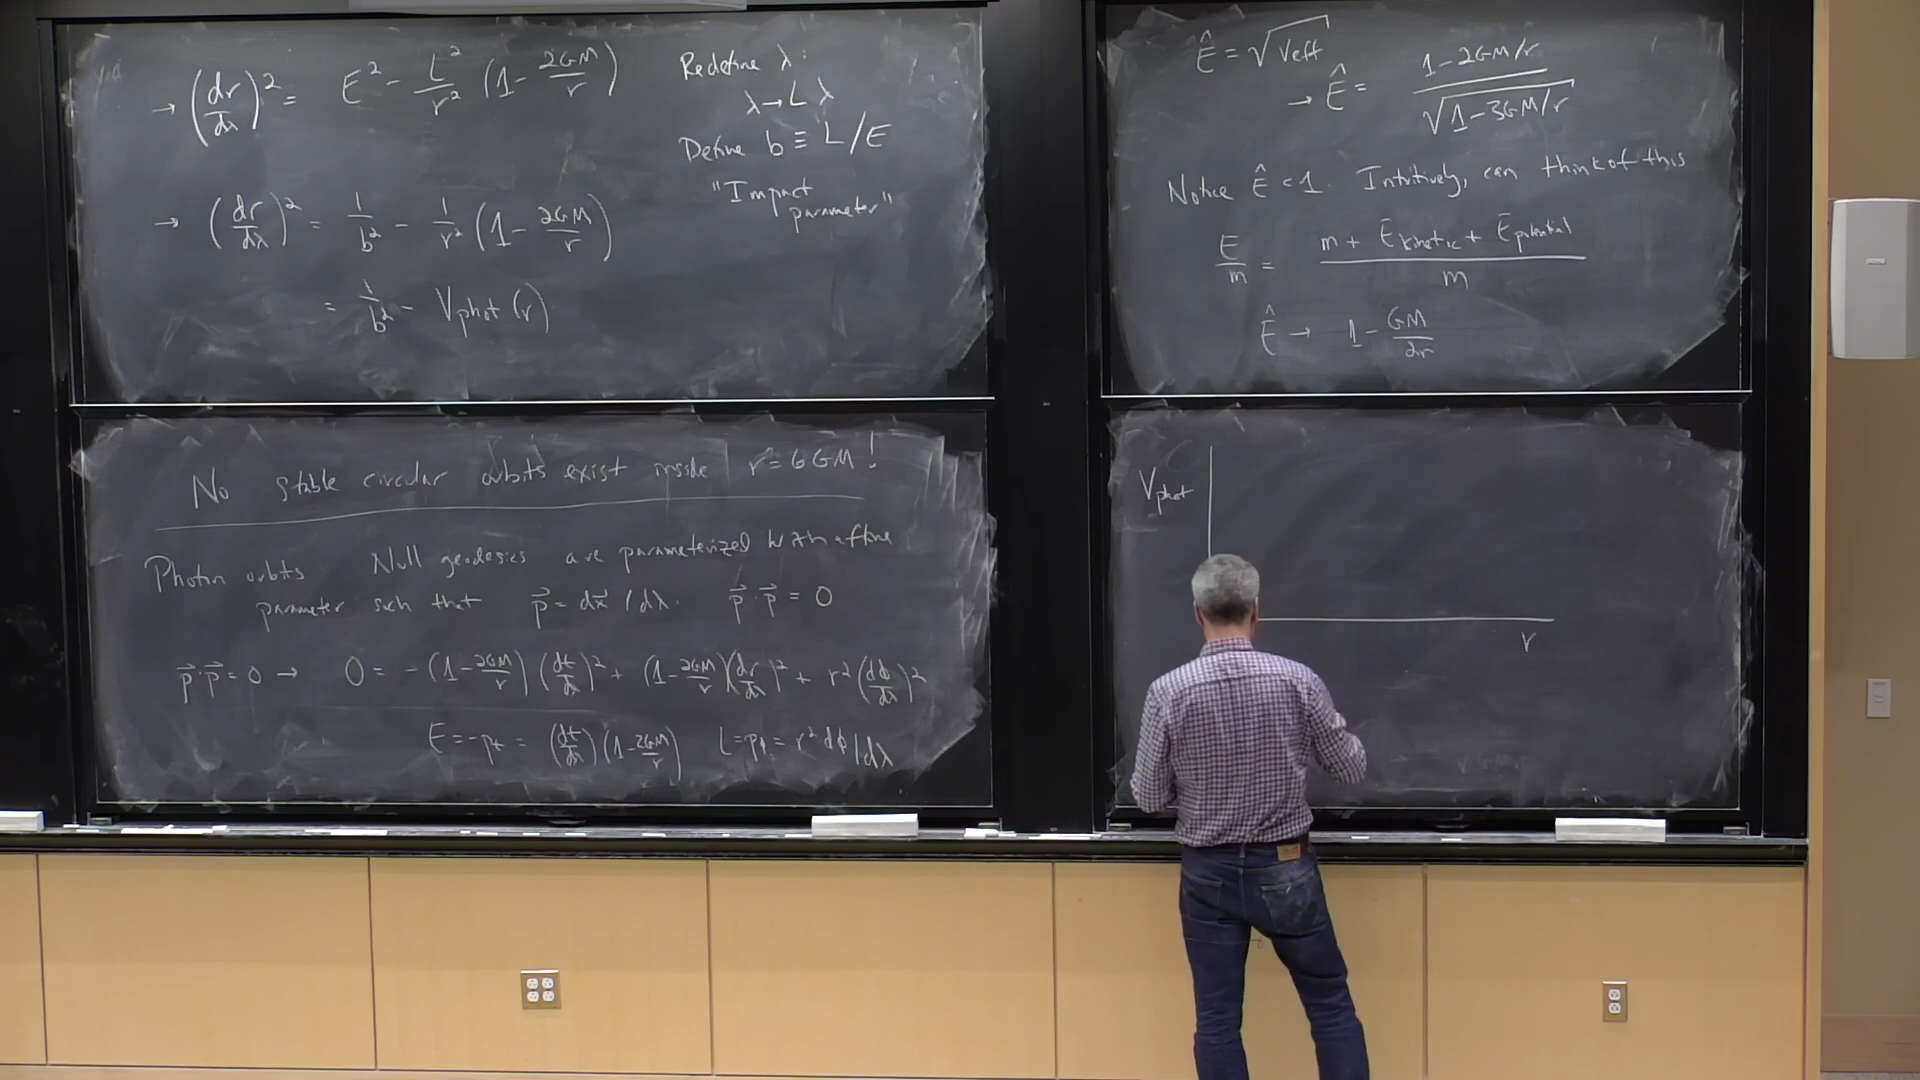 → (dr/dλ)² = E² - L²/r² (1 - 2GM/r)
Redefine λ:
λ → L λ
Define b ≡ L/E
"Impact parameter"
→ (dr/dλ)² = 1/b² - 1/r² (1 - 2GM/r)
= 1/b² - Vphot (r)
No stable circular orbits exist inside r = 6GM!
Photon orbits Null geodesics are parameterized with affine
parameter such that p⃗ = dx⃗/dλ. p⃗·p⃗ = 0
p⃗·p⃗ = 0 → 0 = -(1 - 2GM/r) (dt/dλ)² + (1 - 2GM/r)(dr/dλ)² + r² (dϕ/dλ)²
E = -pt = (dt/dλ)(1 - 2GM/r) L = pϕ = r² dϕ/dλ
Ê = √Veff
→ Ê = (1 - 2GM/r)/√(1 - 3GM/r)
Notice Ê < 1. Intuitively, can think of this
E/m = (m + Ekinetic + Epotential)/m
Ê → 1 - GM/2r
Vphot
r